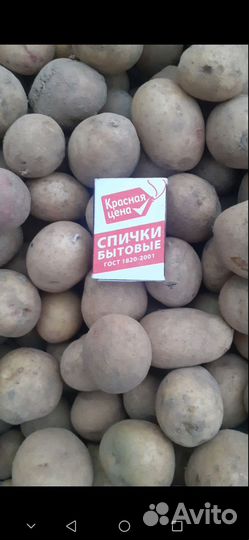 Красная
цена
СПИЧКИ
БЫТОВЫЕ
ГОСТ 1820-2001
Avito